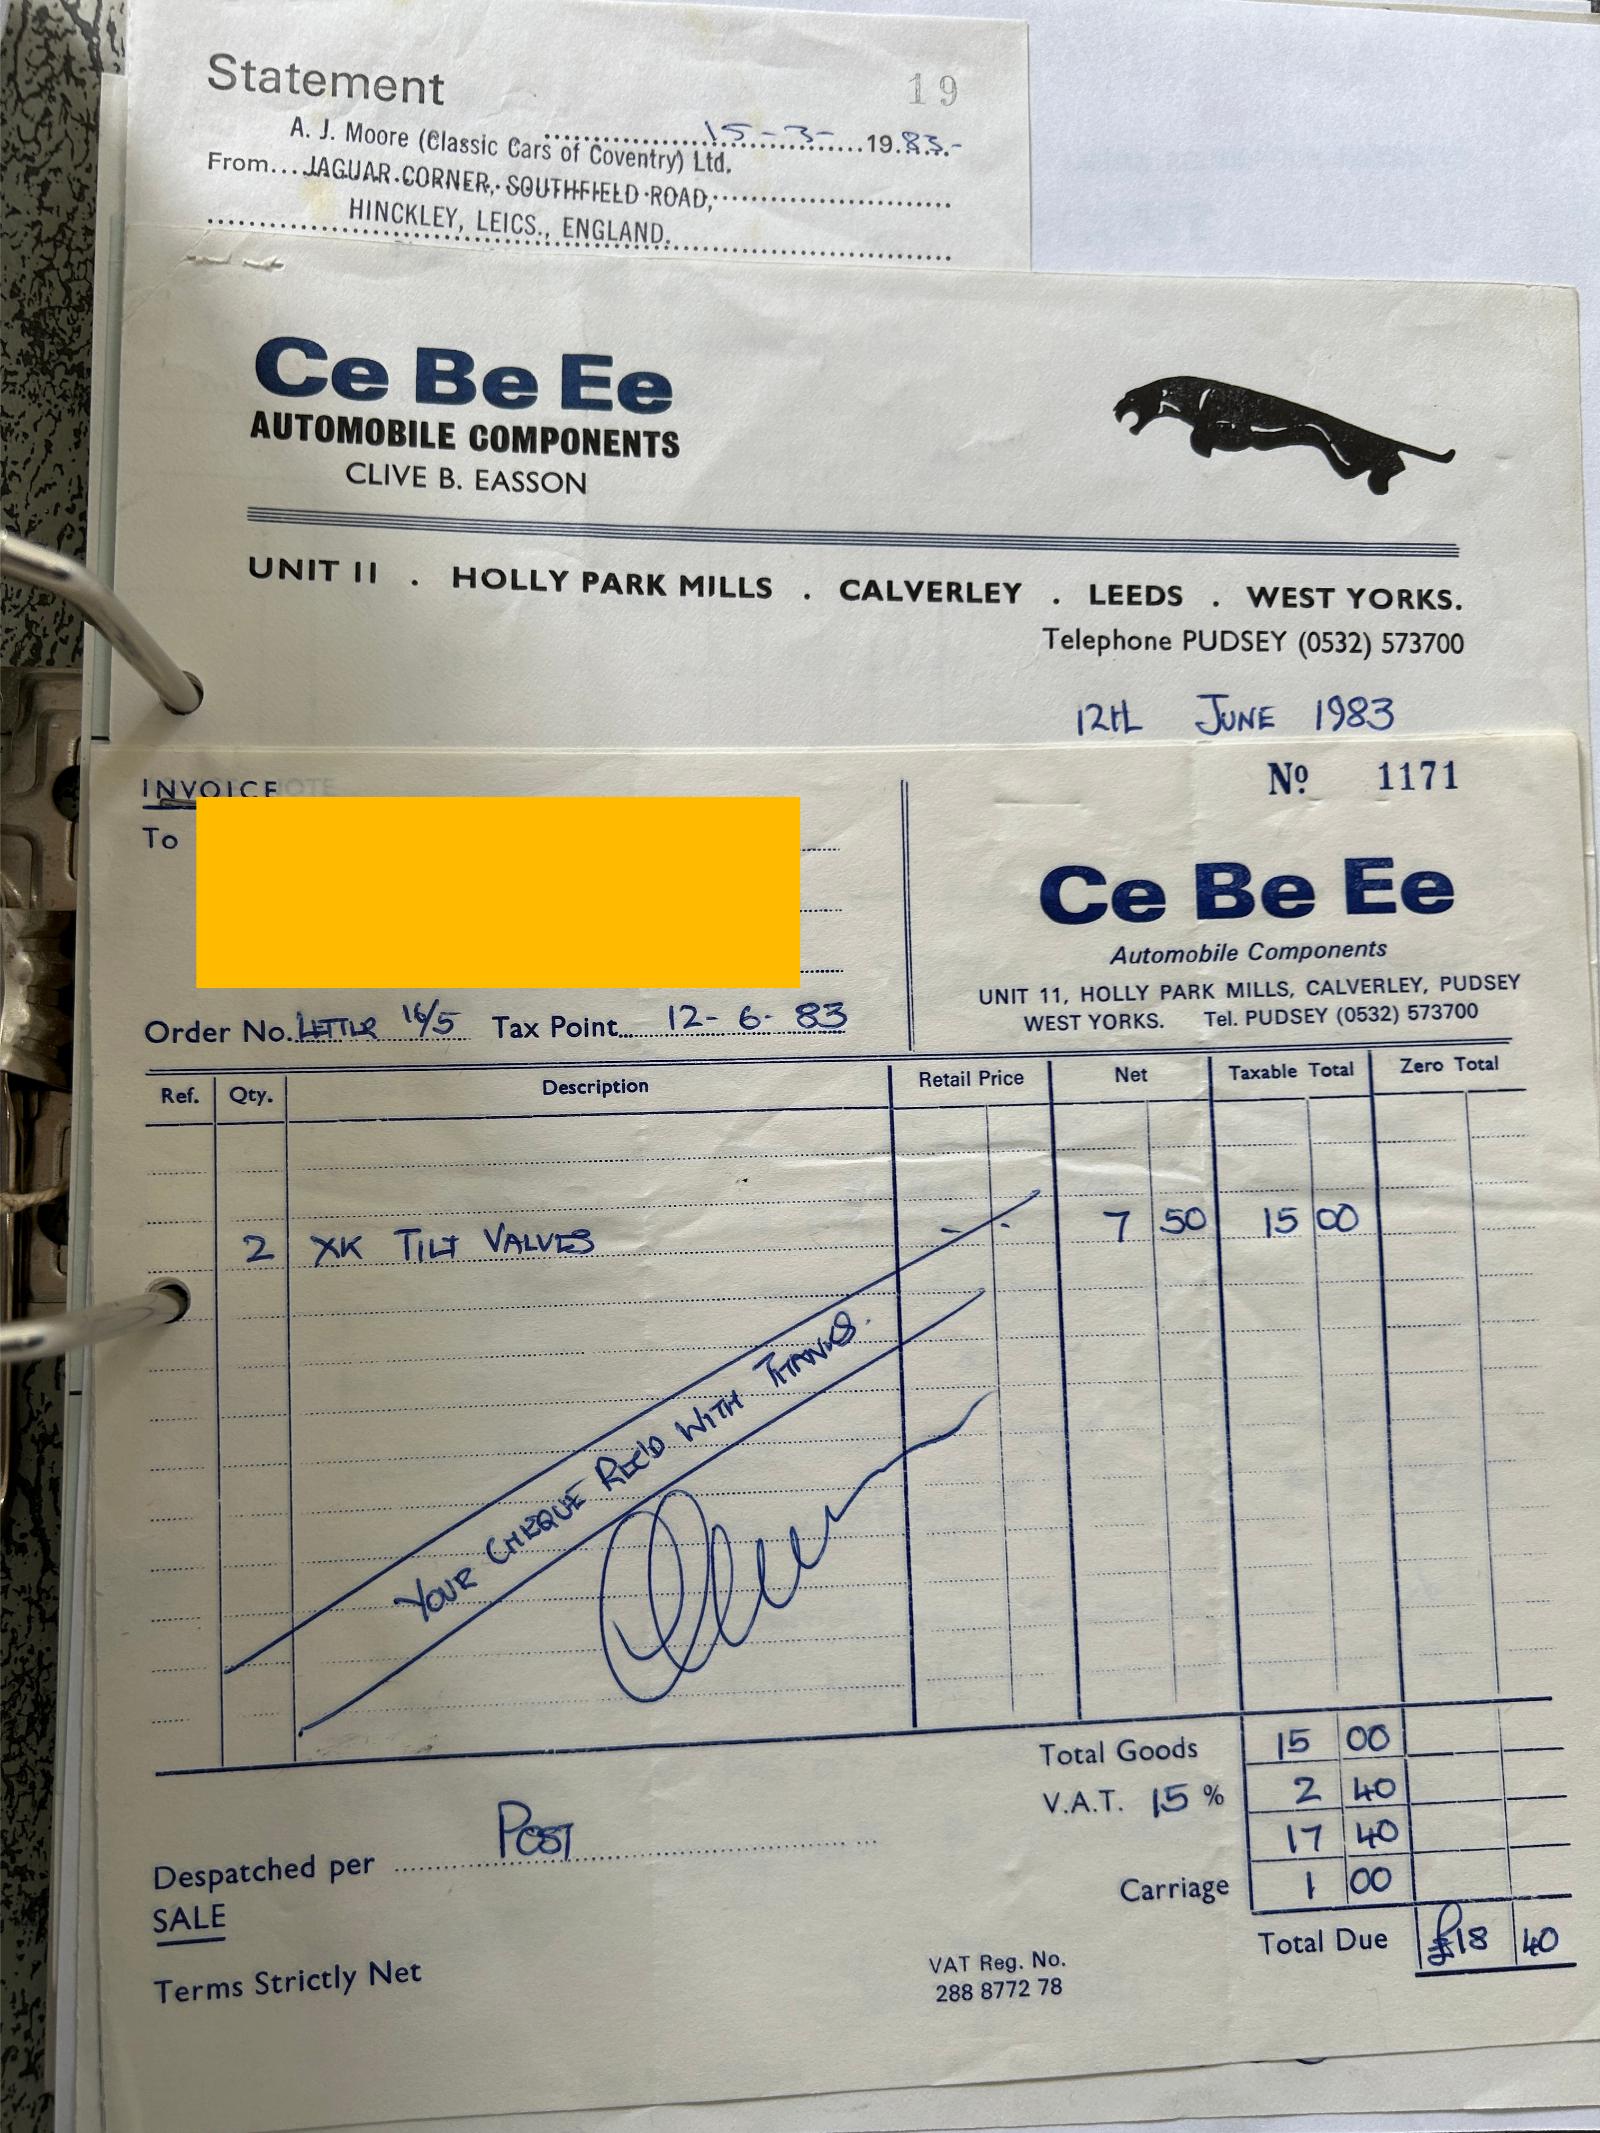 Statement
19
15-3-1983.-
A. J. Moore (Classic Cars of Coventry) Ltd.
From... JAGUAR CORNER, SOUTHFIELD ROAD,
HINCKLEY, LEICS., ENGLAND.
Ce Be Ee
AUTOMOBILE COMPONENTS
CLIVE B. EASSON
UNIT 11 . HOLLY PARK MILLS . CALVERLEY . LEEDS . WEST YORKS.
Telephone PUDSEY (0532) 573700
12th JUNE 1983
INVOICE
To
Nº 1171
Ce Be Ee
Automobile Components
UNIT 11, HOLLY PARK MILLS, CALVERLEY, PUDSEY
WEST YORKS. Tel. PUDSEY (0532) 573700
Order No. LETTER 16/5 Tax Point... 12-6-83
Ref. Qty. Description Retail Price Net Taxable Total Zero Total
2 XK TILT VALVES - - 7 50 15 00
YOUR CHEQUE REC'D WITH THANKS.
Total Goods 15 00
V.A.T. 15 % 2 40
17 40
Carriage 1 00
Total Due £18 40
Despatched per POST
SALE
Terms Strictly Net
VAT Reg. No.
288 8772 78